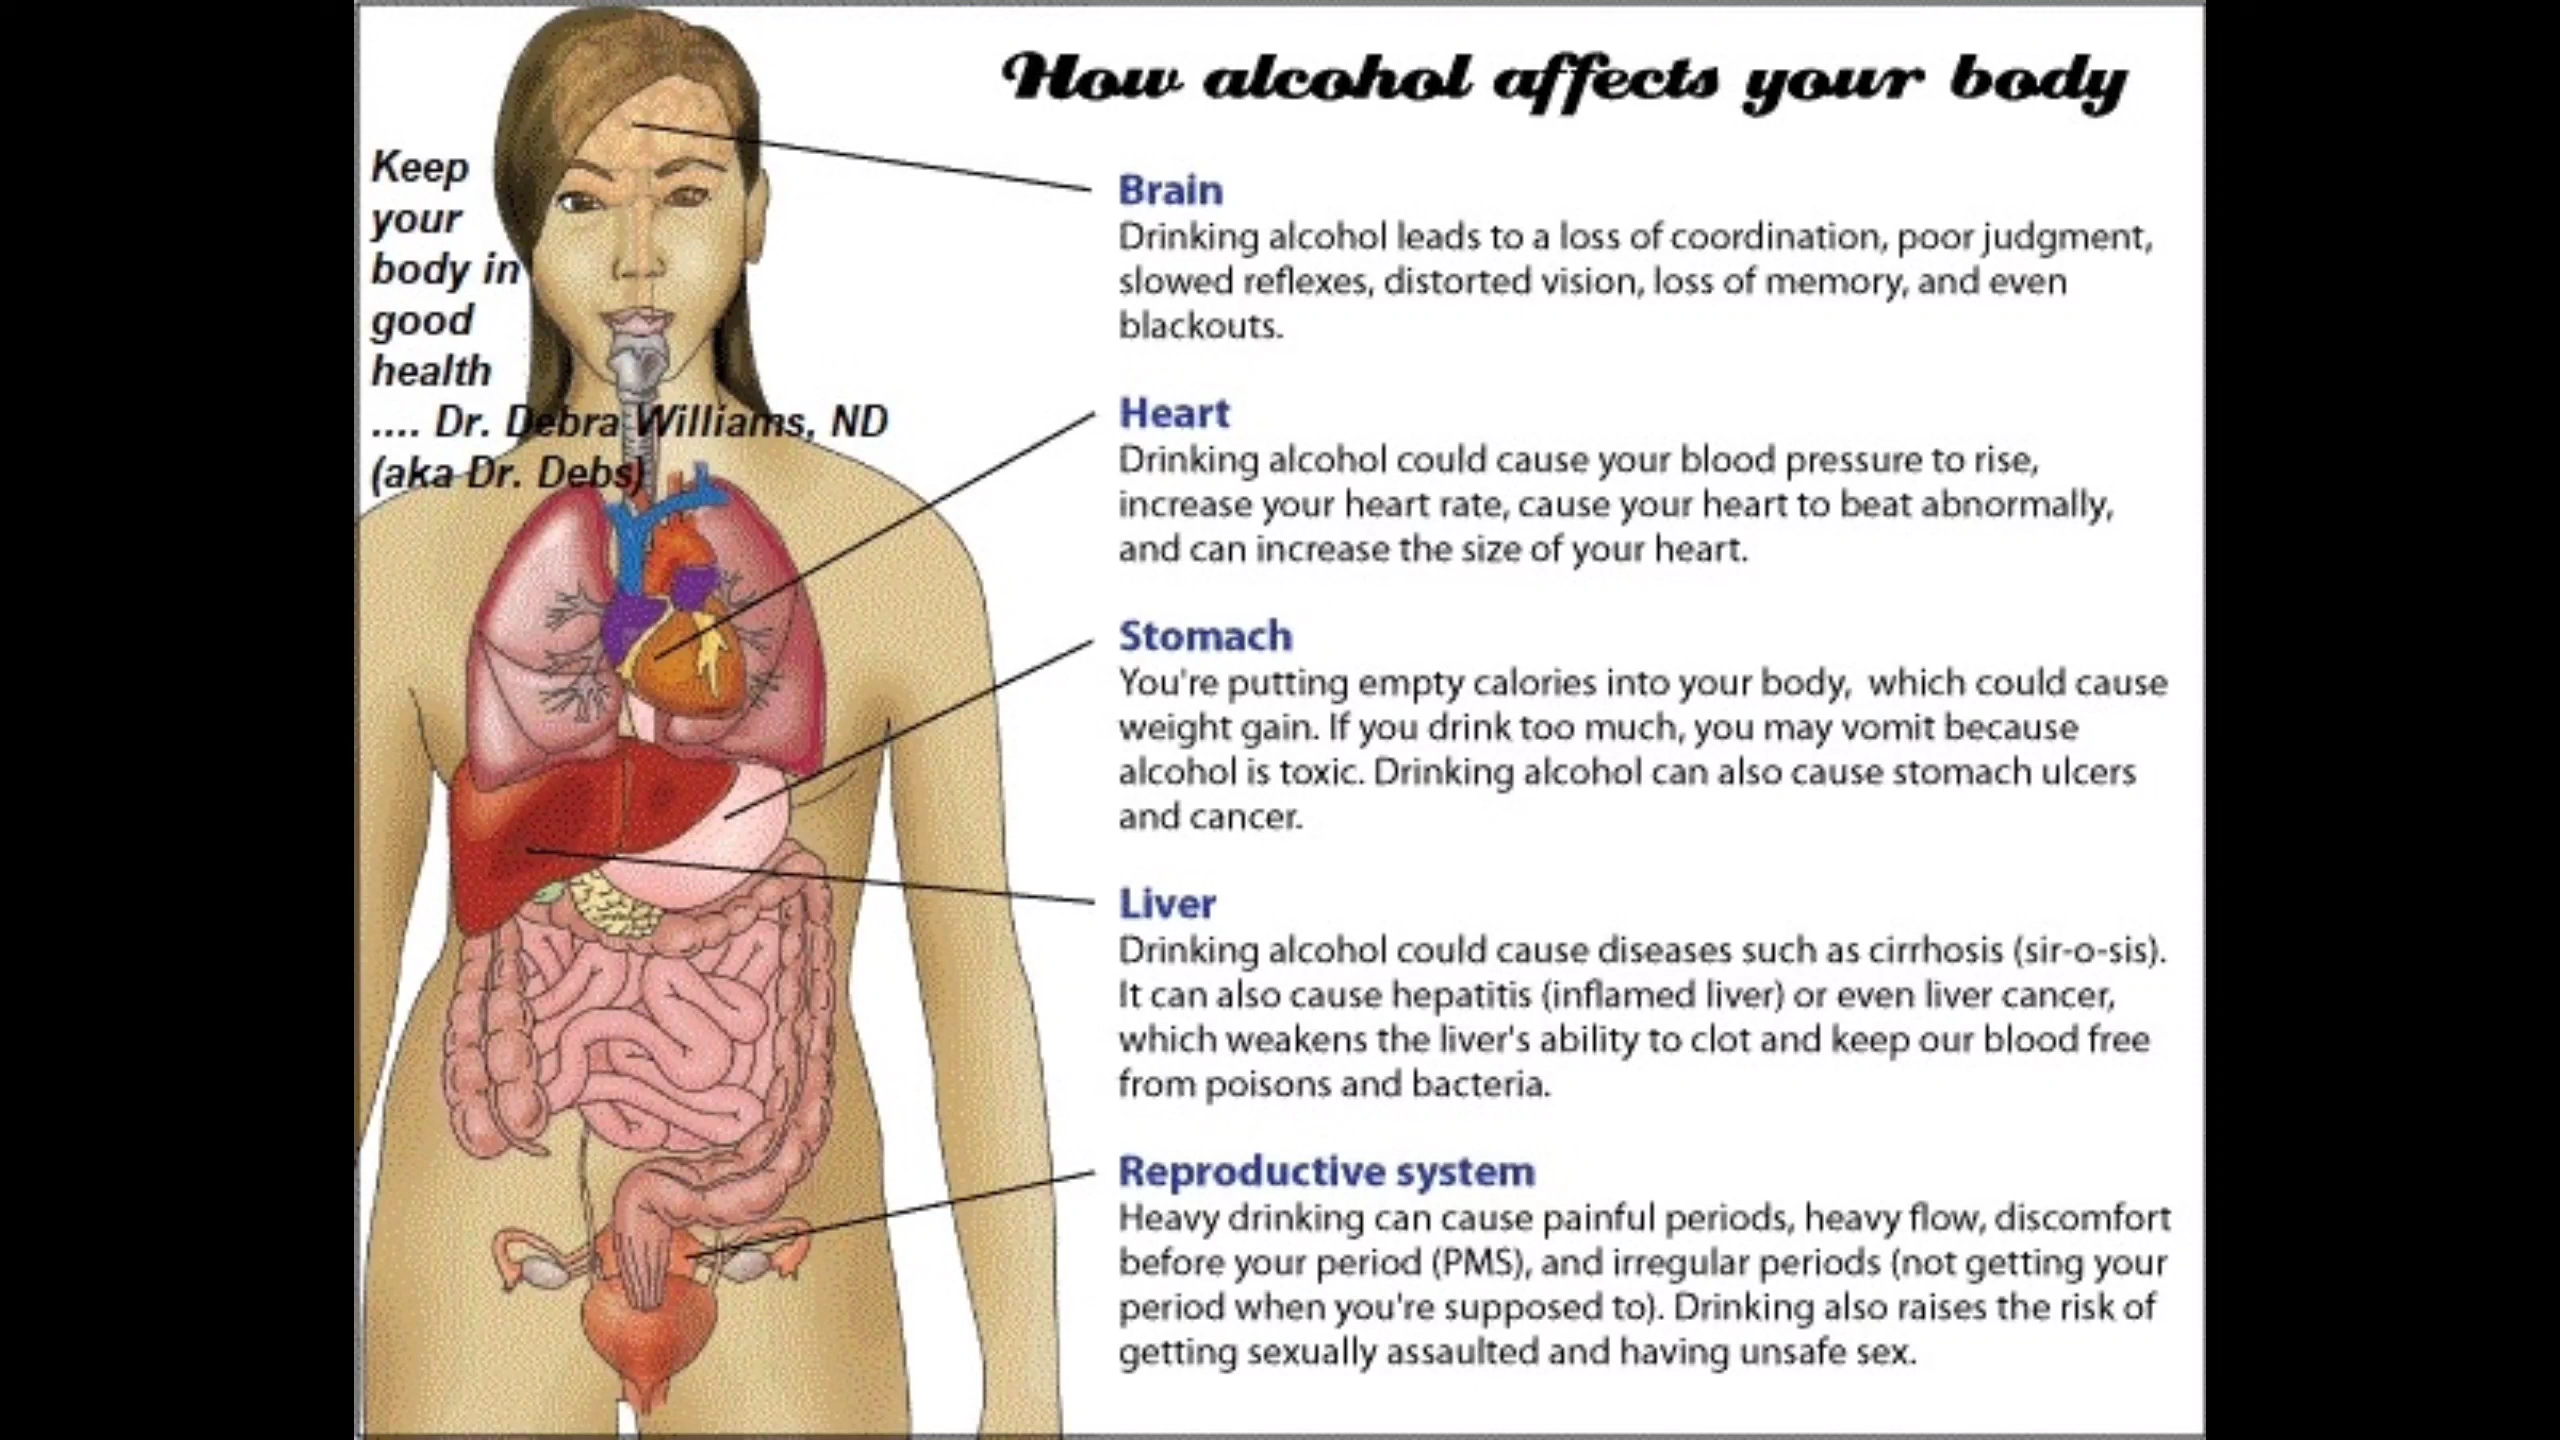 How alcohol affects your body
Keep
your
body in
good
health
.... Dr. Debra Williams, ND
(aka Dr. Debs)
Brain
Drinking alcohol leads to a loss of coordination, poor judgment,
slowed reflexes, distorted vision, loss of memory, and even
blackouts.
Heart
Drinking alcohol could cause your blood pressure to rise,
increase your heart rate, cause your heart to beat abnormally,
and can increase the size of your heart.
Stomach
You're putting empty calories into your body,  which could cause
weight gain. If you drink too much, you may vomit because
alcohol is toxic. Drinking alcohol can also cause stomach ulcers
and cancer.
Liver
Drinking alcohol could cause diseases such as cirrhosis (sir-o-sis).
It can also cause hepatitis (inflamed liver) or even liver cancer,
which weakens the liver's ability to clot and keep our blood free
from poisons and bacteria.
Reproductive system
Heavy drinking can cause painful periods, heavy flow, discomfort
before your period (PMS), and irregular periods (not getting your
period when you're supposed to). Drinking also raises the risk of
getting sexually assaulted and having unsafe sex.